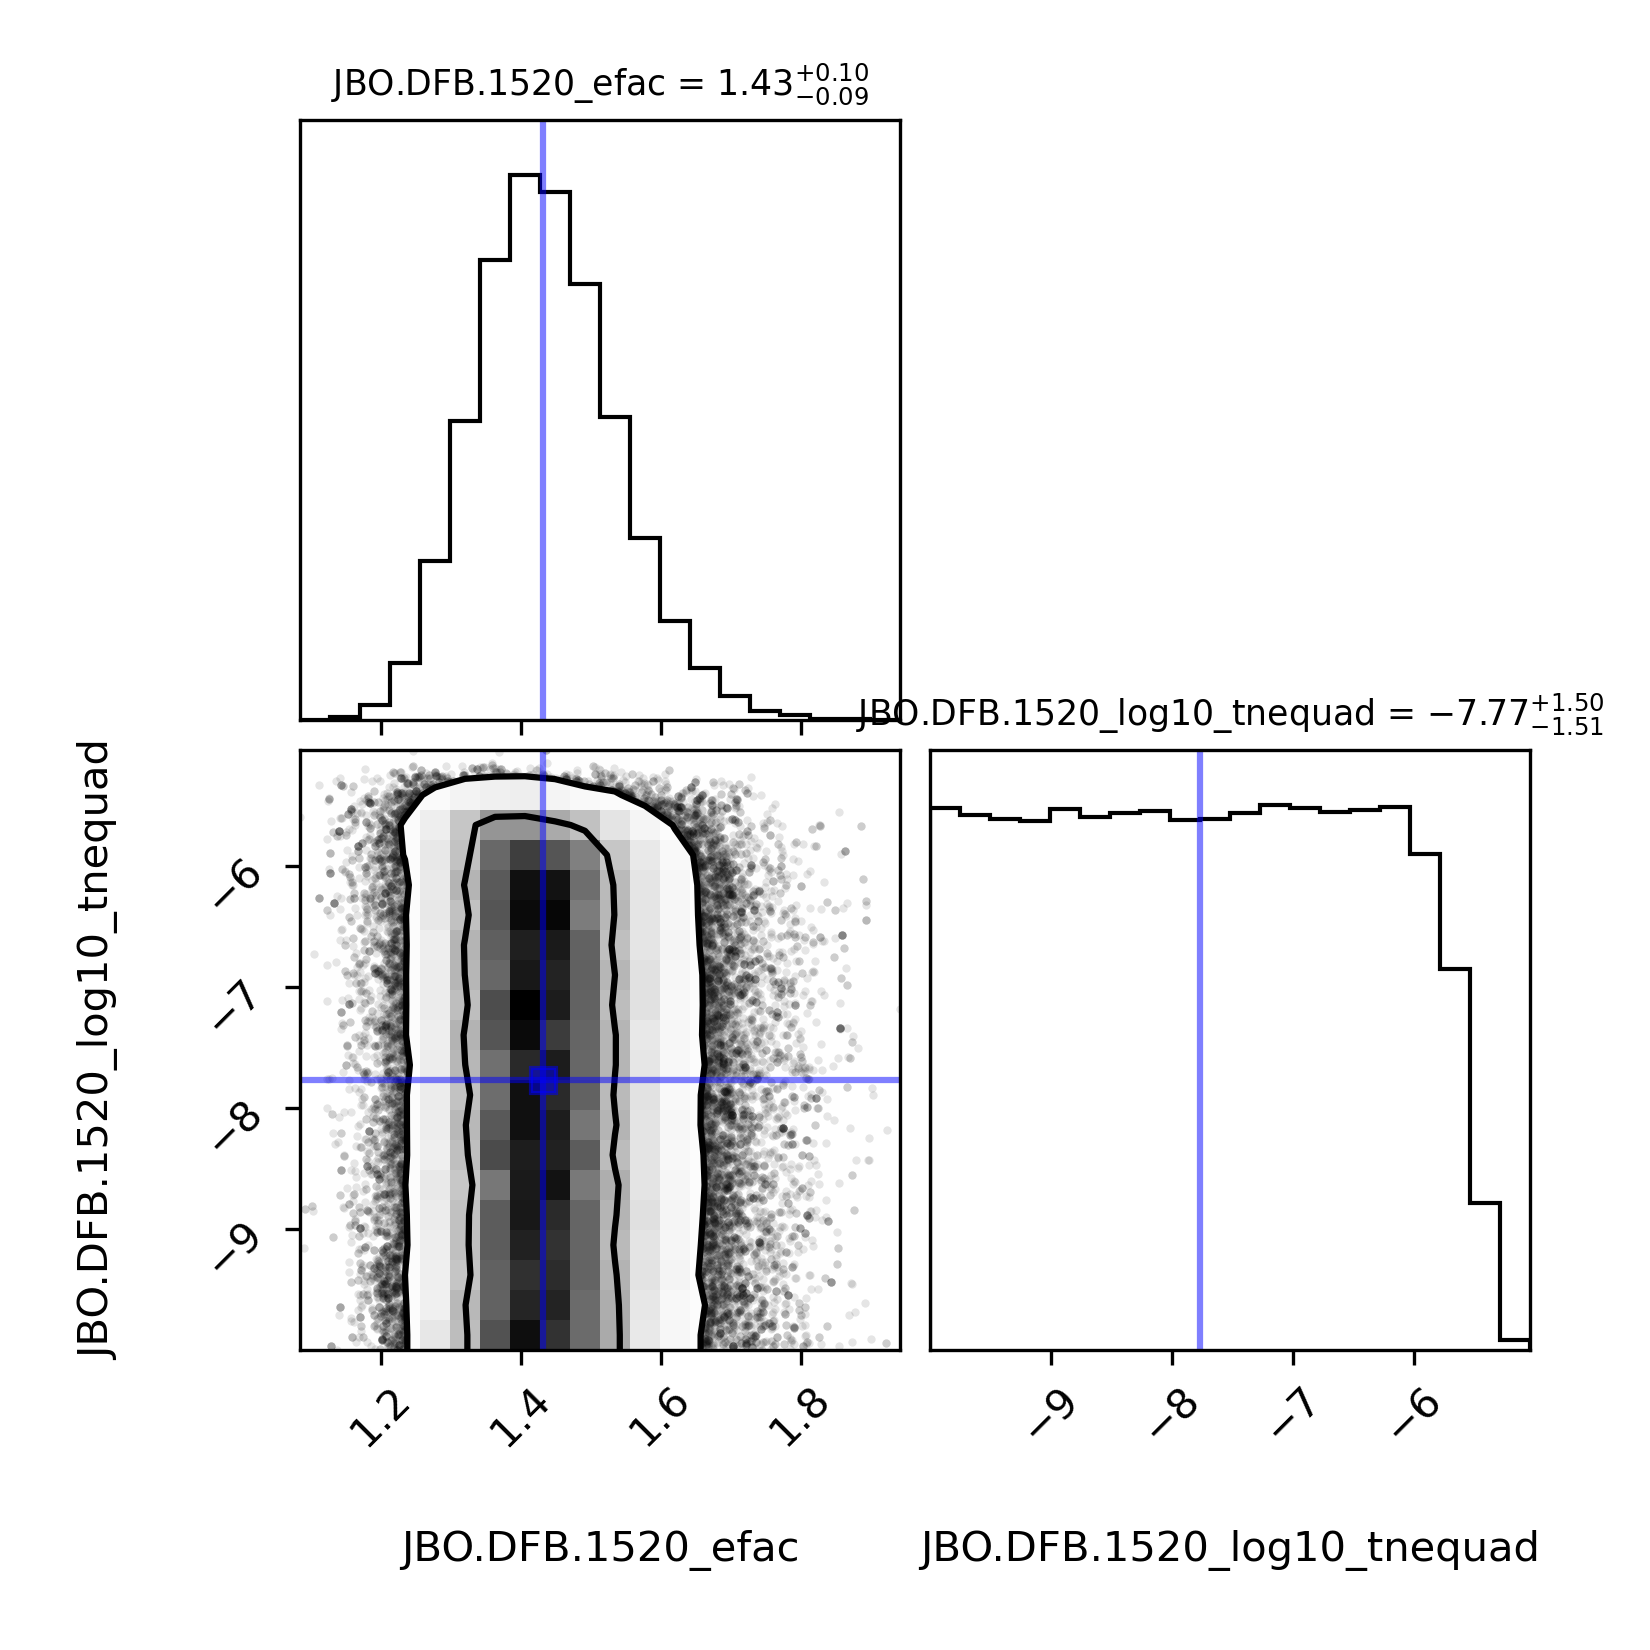 JBO.DFB.1520_efac = 1.43 +0.10 −0.09
JBO.DFB.1520_log10_tnequad = −7.77 +1.50 −1.51
JBO.DFB.1520_log10_tnequad
−6
−7
−8
−9
1.2 1.4 1.6 1.8
−9 −8 −7 −6
JBO.DFB.1520_efac
JBO.DFB.1520_log10_tnequad